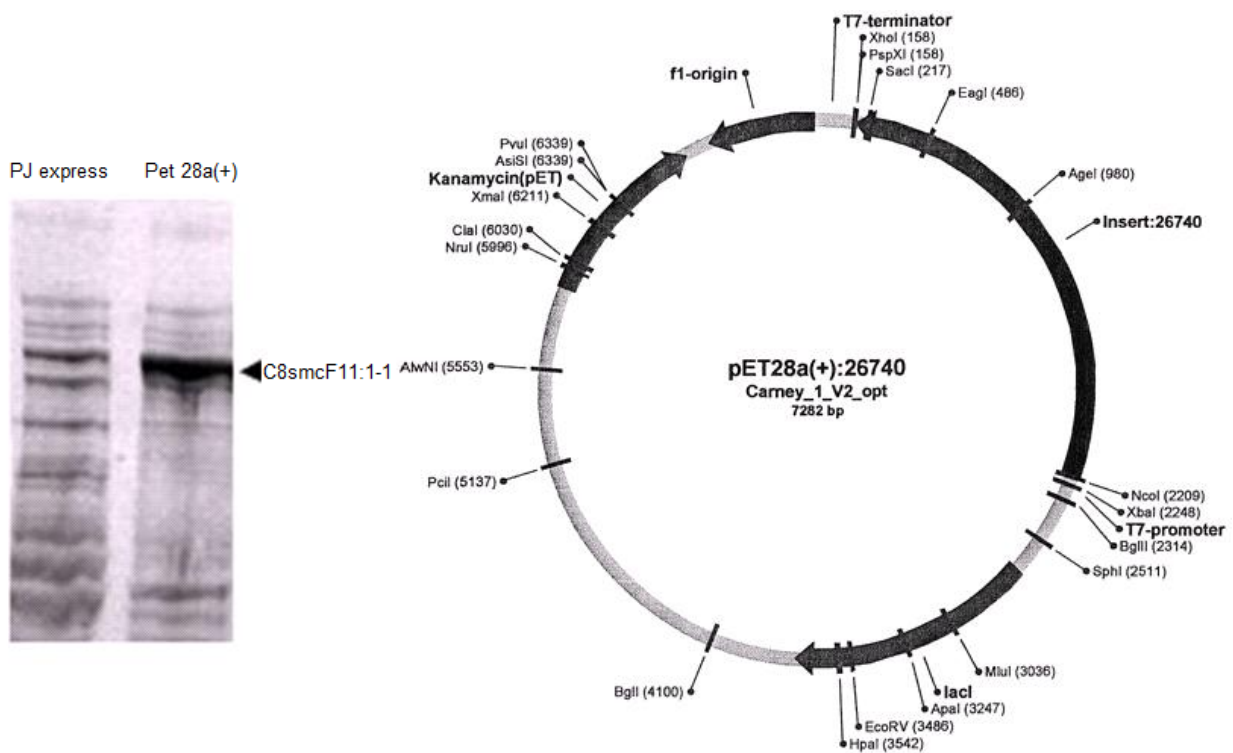 PJ express
Pet 28a(+)
C8smcF11:1-1
T7-terminator
XhoI (158)
PspXI (158)
SacI (217)
EagI (486)
AgeI (980)
Insert:26740
NcoI (2209)
XbaI (2248)
T7-promoter
BglII (2314)
SphI (2511)
MluI (3036)
lacI
ApaI (3247)
EcoRV (3486)
HpaI (3542)
BglI (4100)
PciI (5137)
AlwNI (5553)
NruI (5996)
ClaI (6030)
XmaI (6211)
Kanamycin(pET)
AsiSI (6339)
PvuI (6339)
f1-origin
pET28a(+):26740
Carney_1_V2_opt
7282 bp